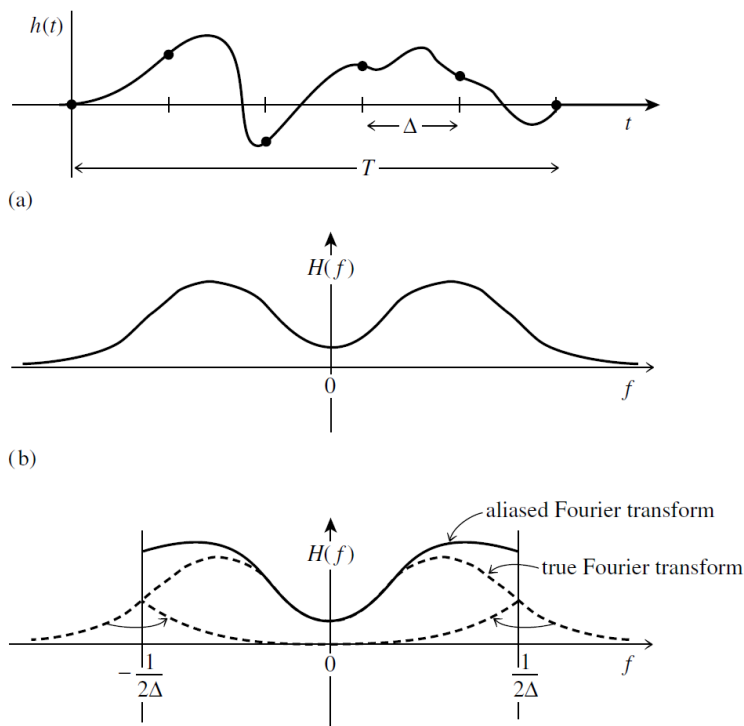 h(t)
Δ
t
T
(a)
H(f)
0
f
(b)
aliased Fourier transform
H(f)
true Fourier transform
0
f
− 1/2Δ
1/2Δ